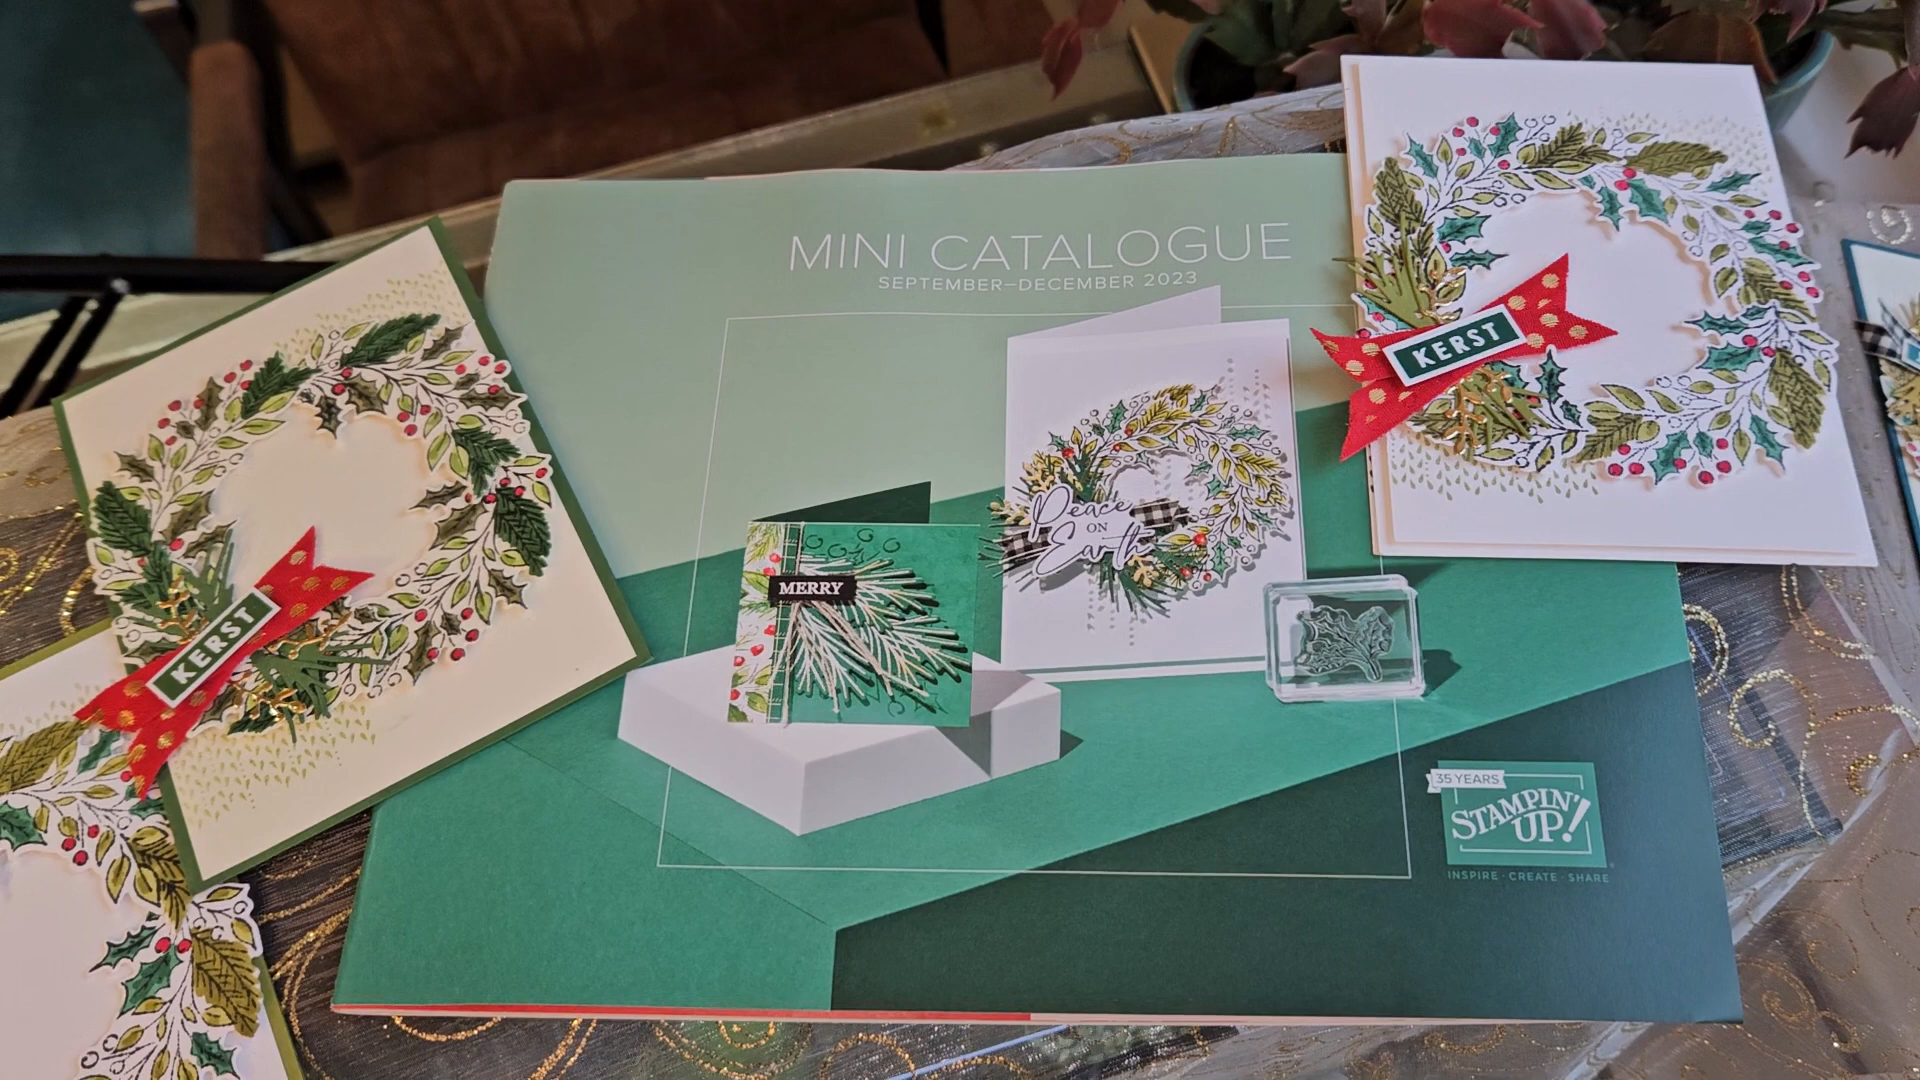 MINI CATALOGUE
SEPTEMBER–DECEMBER 2023
KERST
KERST
Peace
ON
Earth
MERRY
35 YEARS
STAMPIN'
UP!
INSPIRE · CREATE · SHARE